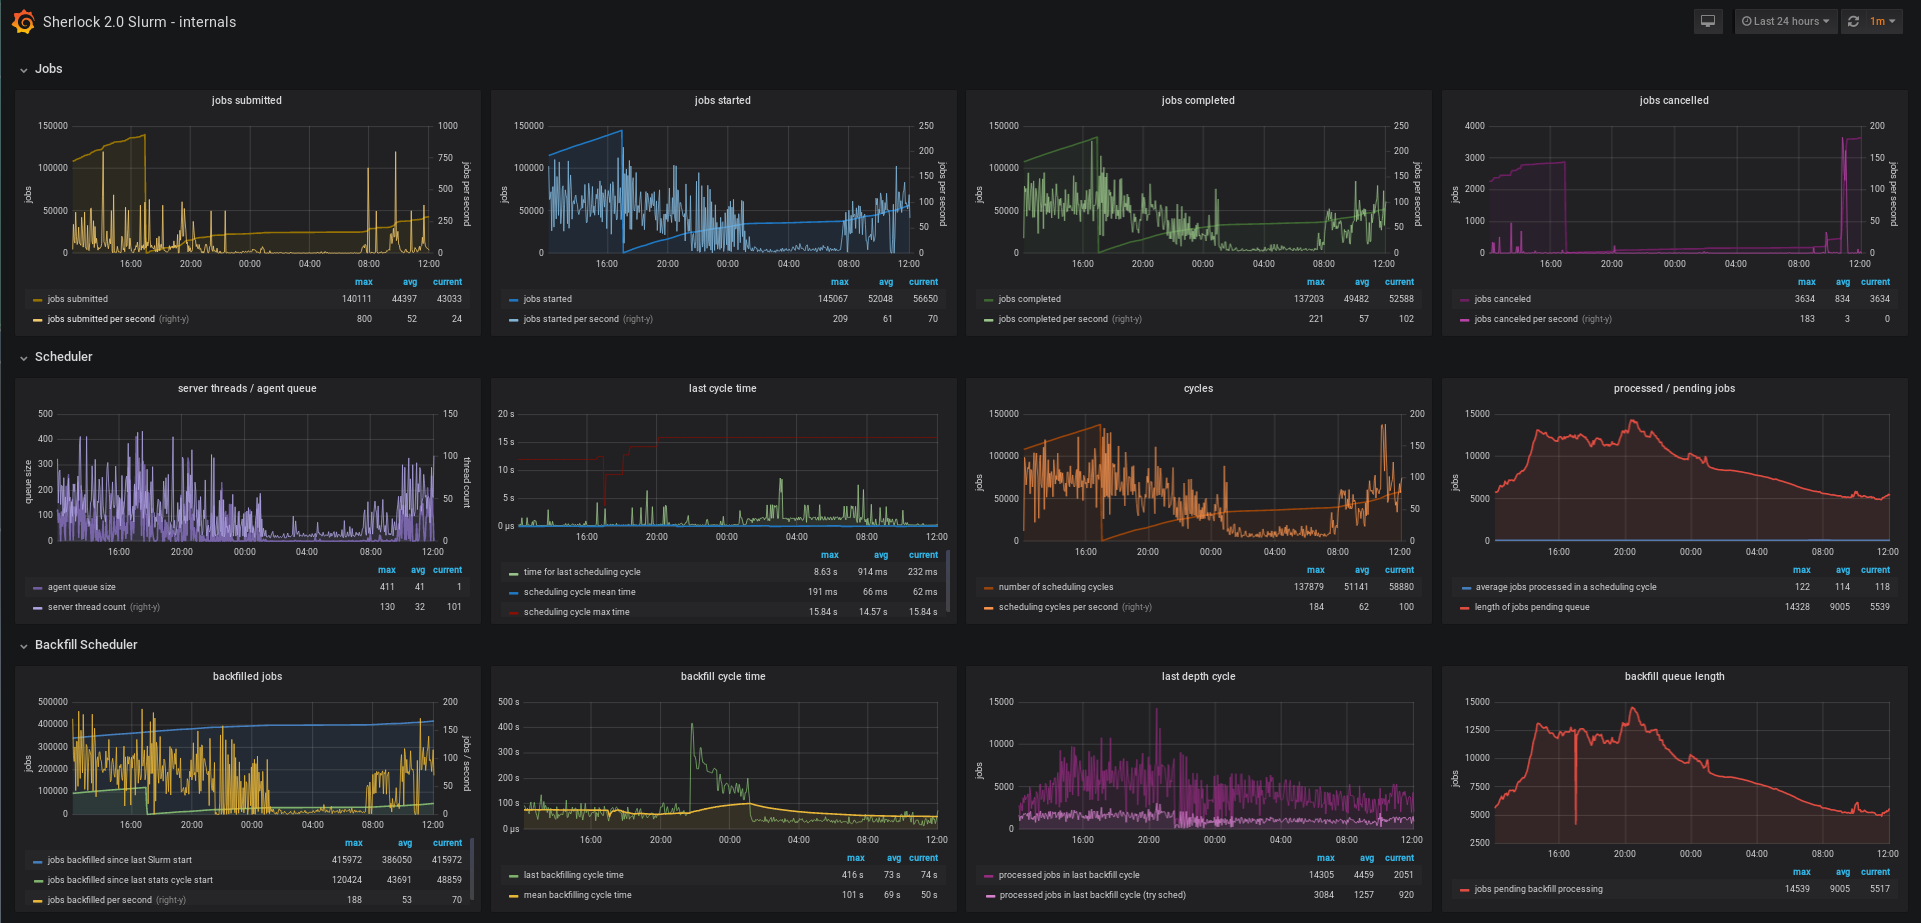 Sherlock 2.0 Slurm - internals
Last 24 hours
1m
Jobs
jobs submitted
150000
100000
50000
0
1000
750
500
250
0
jobs
jobs per second
16:00 20:00 00:00 04:00 08:00 12:00
max avg current
jobs submitted 140111 44397 43033
jobs submitted per second (right-y) 800 52 24
jobs started
150000
100000
50000
0
250
200
150
100
50
0
jobs
jobs per second
16:00 20:00 00:00 04:00 08:00 12:00
max avg current
jobs started 145067 52048 56650
jobs started per second (right-y) 209 61 70
jobs completed
150000
100000
50000
0
250
200
150
100
50
0
jobs
jobs per second
16:00 20:00 00:00 04:00 08:00 12:00
max avg current
jobs completed 137203 49482 52588
jobs completed per second (right-y) 221 57 102
jobs cancelled
4000
3000
2000
1000
0
200
150
100
50
0
jobs
jobs per second
16:00 20:00 00:00 04:00 08:00 12:00
max avg current
jobs canceled 3634 834 3634
jobs canceled per second (right-y) 183 3 0
Scheduler
server threads / agent queue
500
400
300
200
100
0
150
100
50
0
queue size
thread count
16:00 20:00 00:00 04:00 08:00 12:00
max avg current
agent queue size 411 41 1
server thread count (right-y) 130 32 101
last cycle time
20 s
15 s
10 s
5 s
0 µs
16:00 20:00 00:00 04:00 08:00 12:00
max avg current
time for last scheduling cycle 8.63 s 914 ms 232 ms
scheduling cycle mean time 191 ms 66 ms 62 ms
scheduling cycle max time 15.84 s 14.57 s 15.84 s
cycles
150000
100000
50000
0
200
150
100
50
0
jobs
16:00 20:00 00:00 04:00 08:00 12:00
max avg current
number of scheduling cycles 137879 51141 58880
scheduling cycles per second (right-y) 184 62 100
processed / pending jobs
15000
10000
5000
0
jobs
16:00 20:00 00:00 04:00 08:00 12:00
max avg current
average jobs processed in a scheduling cycle 122 114 118
length of jobs pending queue 14328 9005 5539
Backfill Scheduler
backfilled jobs
500000
400000
300000
200000
100000
0
200
150
100
50
0
jobs
jobs / second
16:00 20:00 00:00 04:00 08:00 12:00
max avg current
jobs backfilled since last Slurm start 415972 386050 415972
jobs backfilled since last stats cycle start 120424 43691 48859
jobs backfilled per second (right-y) 188 53 70
backfill cycle time
500 s
400 s
300 s
200 s
100 s
0 µs
16:00 20:00 00:00 04:00 08:00 12:00
max avg current
last backfilling cycle time 416 s 73 s 74 s
mean backfilling cycle time 101 s 69 s 50 s
last depth cycle
15000
10000
5000
0
jobs
16:00 20:00 00:00 04:00 08:00 12:00
max avg current
processed jobs in last backfill cycle 14305 4459 2051
processed jobs in last backfill cycle (try sched) 3084 1257 920
backfill queue length
15000
12500
10000
7500
5000
2500
jobs
16:00 20:00 00:00 04:00 08:00 12:00
max avg current
jobs pending backfill processing 14539 9005 5517